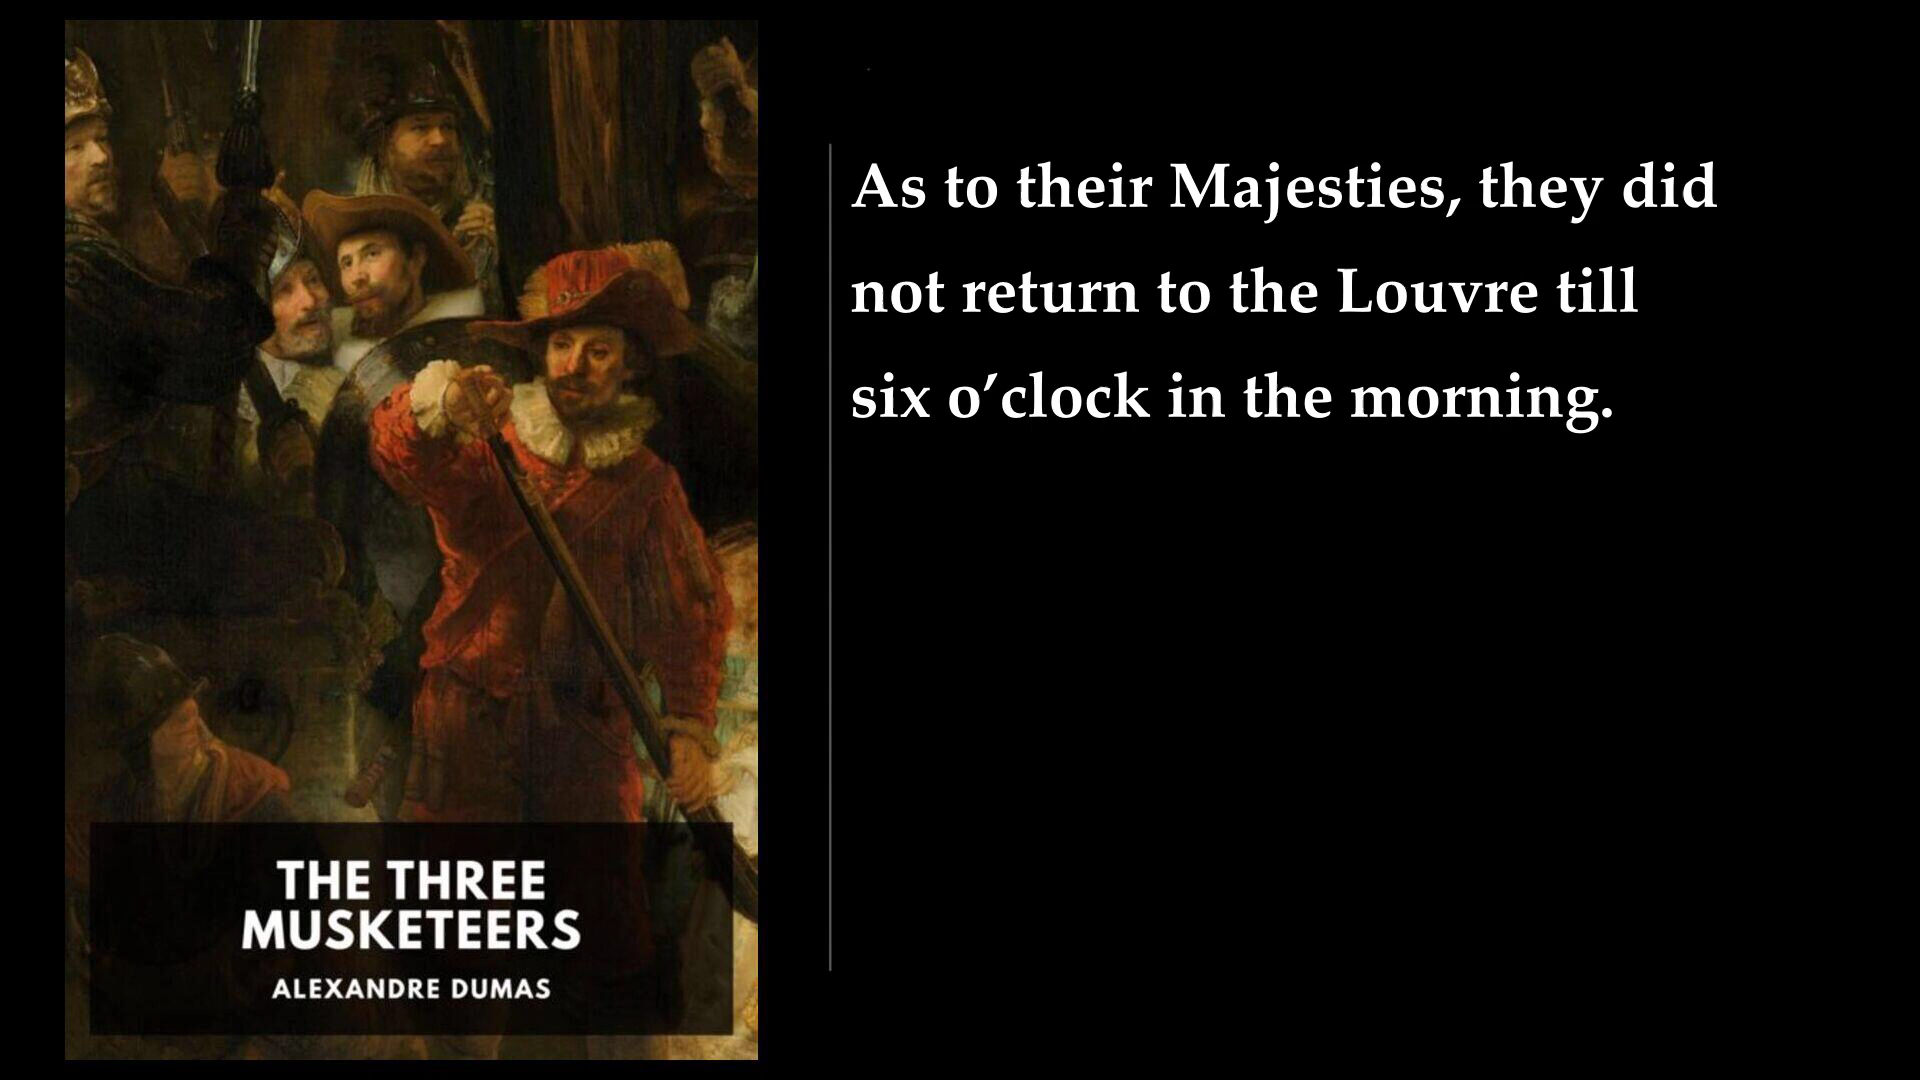 As to their Majesties, they did
not return to the Louvre till
six o’clock in the morning.
THE THREE
MUSKETEERS
ALEXANDRE DUMAS